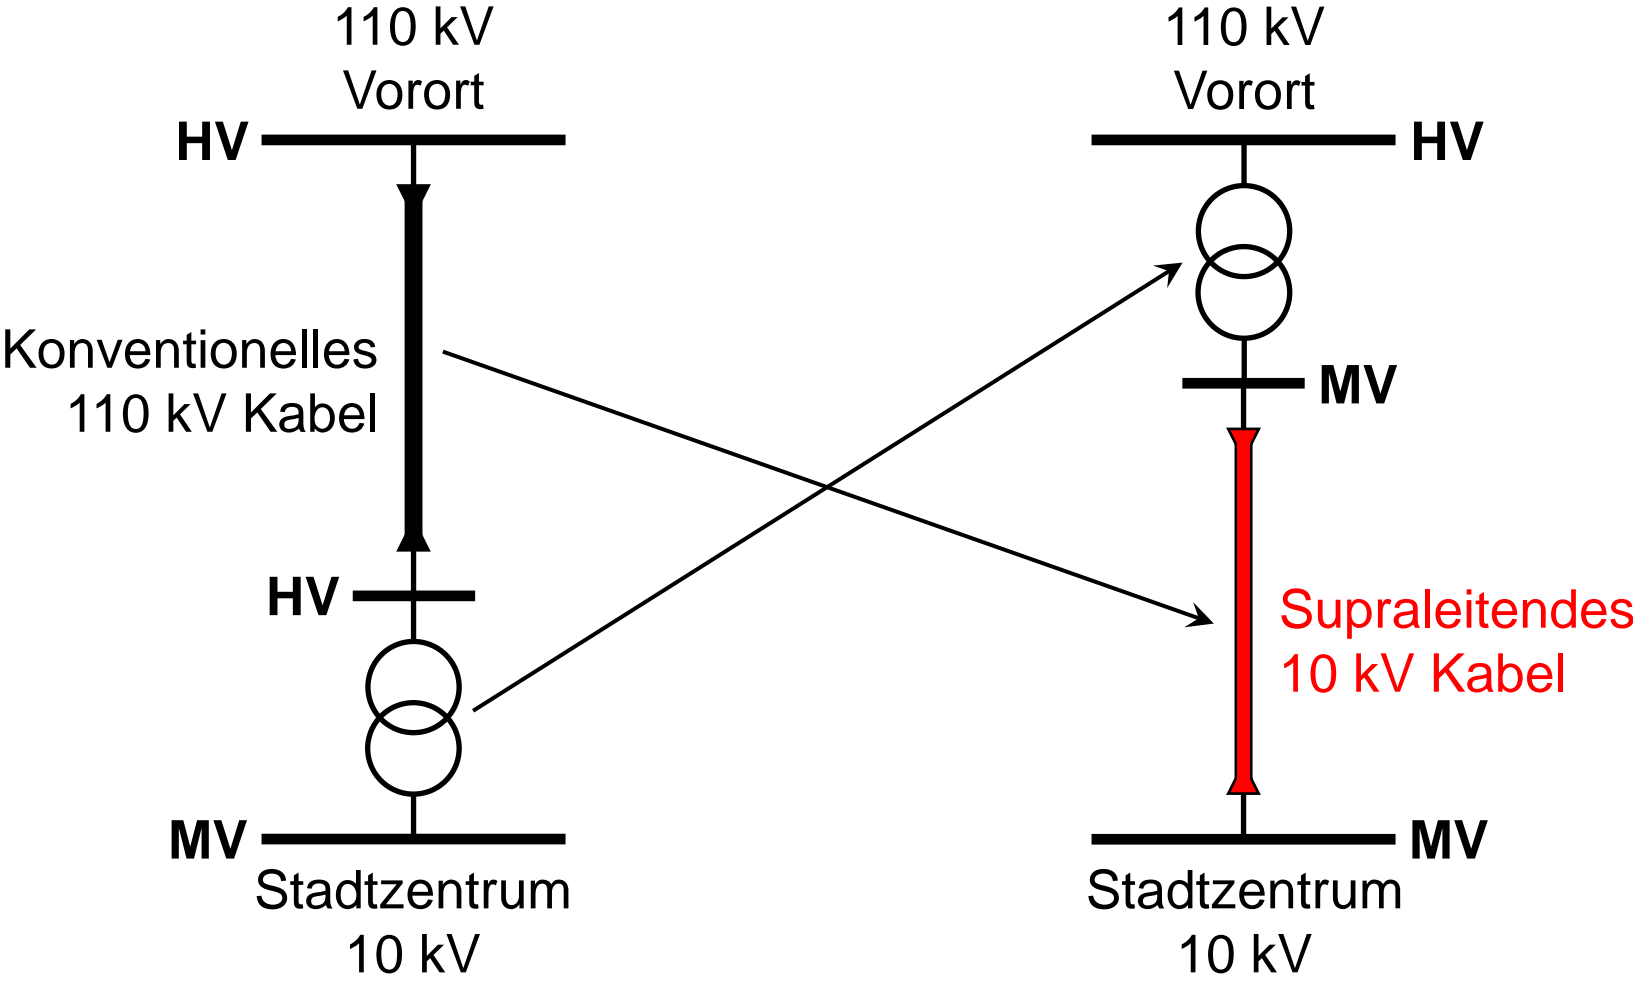 110 kV
Vorort
HV
Konventionelles
110 kV Kabel
HV
MV
Stadtzentrum
10 kV
110 kV
Vorort
HV
MV
Supraleitendes
10 kV Kabel
MV
Stadtzentrum
10 kV